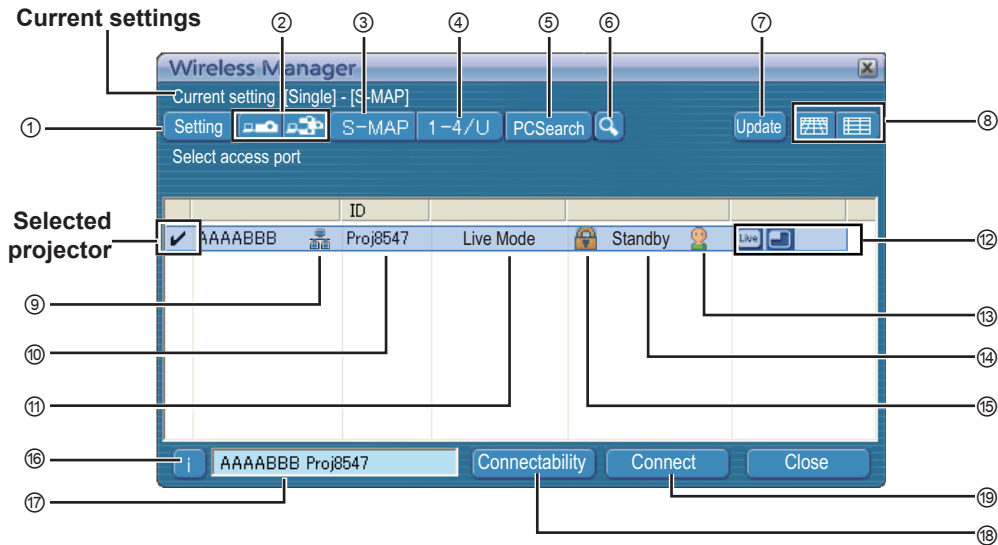 Current settings
② ③ ④ ⑤ ⑥ ⑦
Wireless Manager
Current setting [Single] - [S-MAP]
① Setting S-MAP 1-4/U PCSearch Update ⑧
Select access port
ID
Selected
projector
✔ AAAABBB Proj8547 Live Mode Standby Live ⑫
⑨ ⑬
⑩ ⑭
⑪ ⑮
⑯ i AAAABBB Proj8547 Connectability Connect Close
⑰ ⑲
⑱